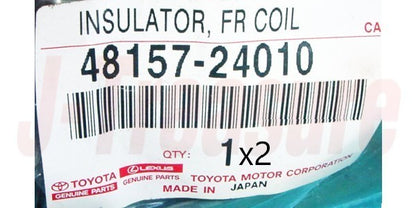 INSULATOR, FR COIL
CA
48157-24010
QTY: 1x2
TOYOTA LEXUS TOYOTA MOTOR CORPORATION
GENUINE PARTS GENUINE PARTS
MADE IN JAPAN